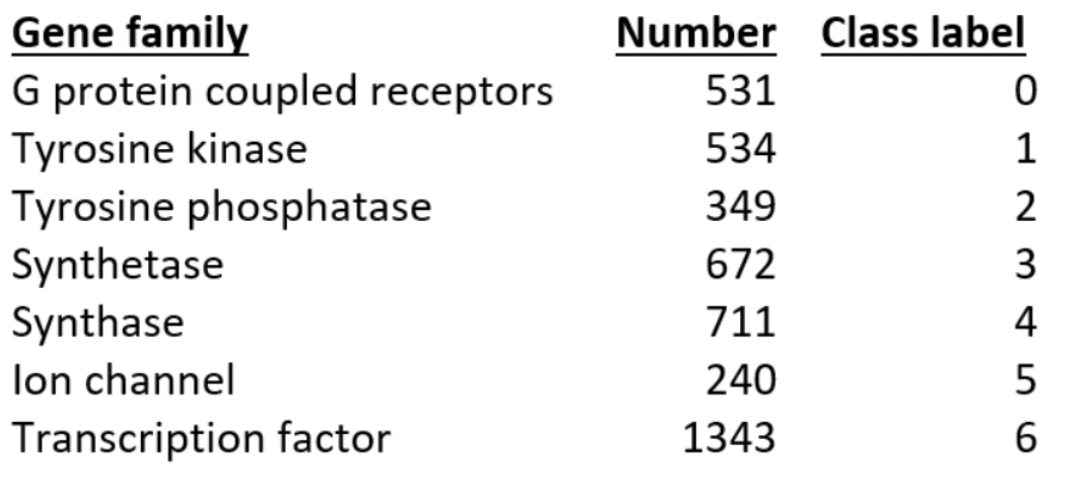 Gene family Number Class label
G protein coupled receptors 531 0
Tyrosine kinase 534 1
Tyrosine phosphatase 349 2
Synthetase 672 3
Synthase 711 4
Ion channel 240 5
Transcription factor 1343 6